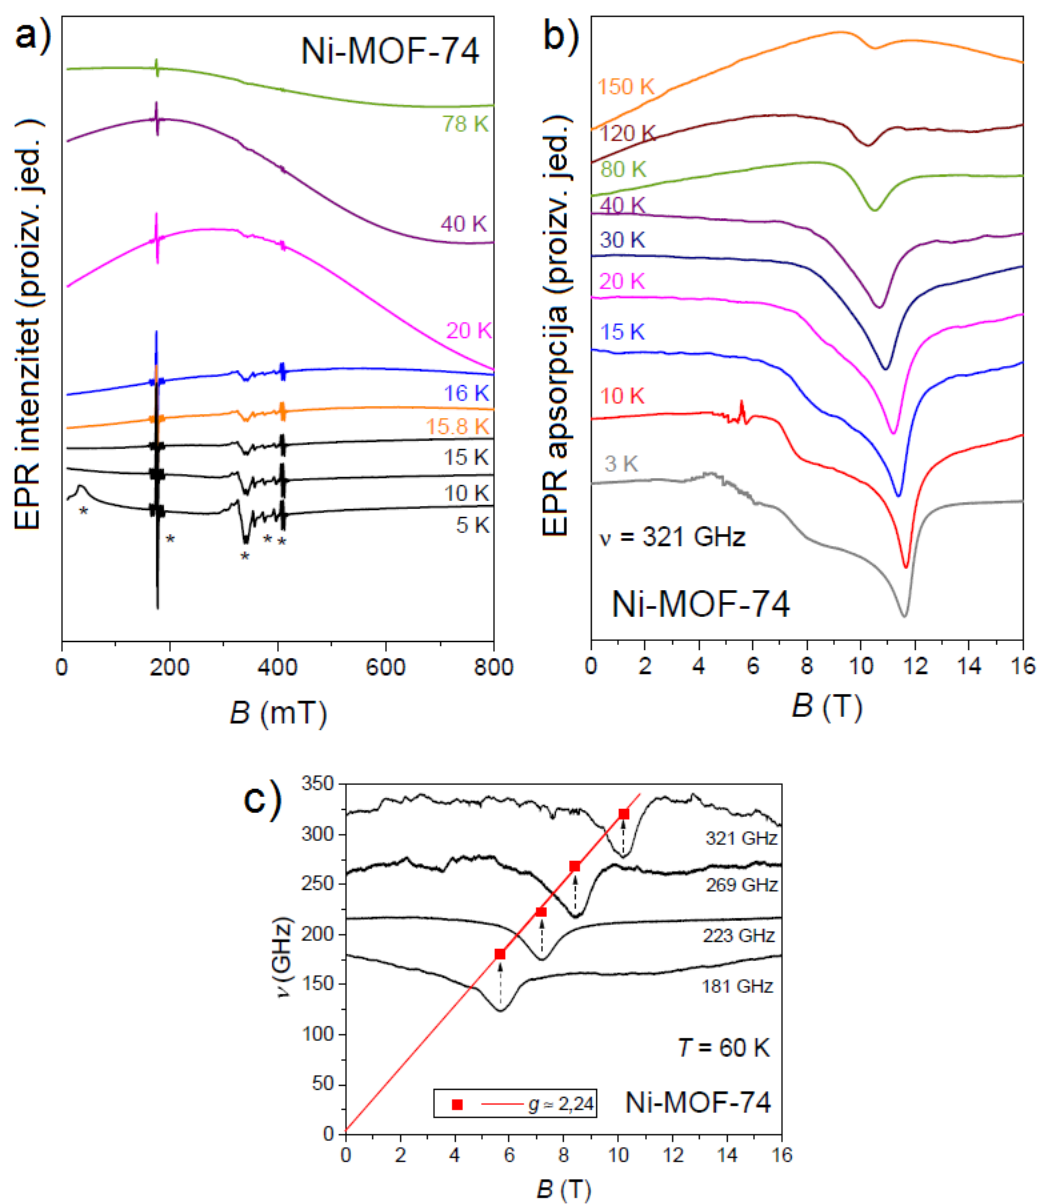 a)
Ni-MOF-74
EPR intenzitet (proizv. jed. )
78 K
40 K
20 K
16 K
15.8 K
15 K
10 K
5 K
*
*
*
*
*
0 200 400 600 800
B (mT)
b)
EPR apsorpcija (proizv. jed.)
150 K
120 K
80 K
40 K
30 K
20 K
15 K
10 K
3 K
ν = 321 GHz
Ni-MOF-74
0 2 4 6 8 10 12 14 16
B (T)
c)
ν (GHz)
350
300
250
200
150
100
50
0
321 GHz
269 GHz
223 GHz
181 GHz
T = 60 K
g ≃ 2,24
Ni-MOF-74
0 2 4 6 8 10 12 14 16
B (T)